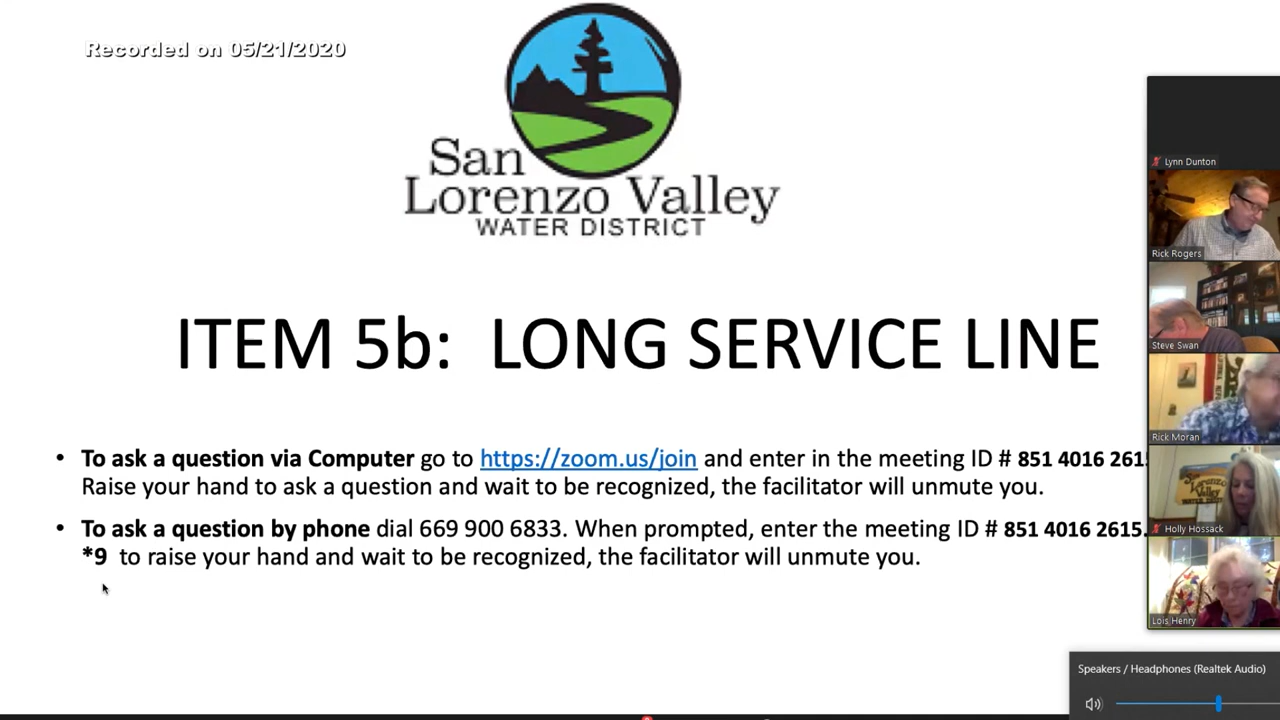 Recorded on 05/21/2020
San
Lorenzo Valley
WATER DISTRICT
ITEM 5b: LONG SERVICE LINE
• To ask a question via Computer go to https://zoom.us/join and enter in the meeting ID # 851 4016 261
Raise your hand to ask a question and wait to be recognized, the facilitator will unmute you.
• To ask a question by phone dial 669 900 6833. When prompted, enter the meeting ID # 851 4016 2615.
*9 to raise your hand and wait to be recognized, the facilitator will unmute you.
Lynn Dunton
Rick Rogers
Steve Swan
Rick Moran
Holly Hossack
Lois Henry
Speakers / Headphones (Realtek Audio)